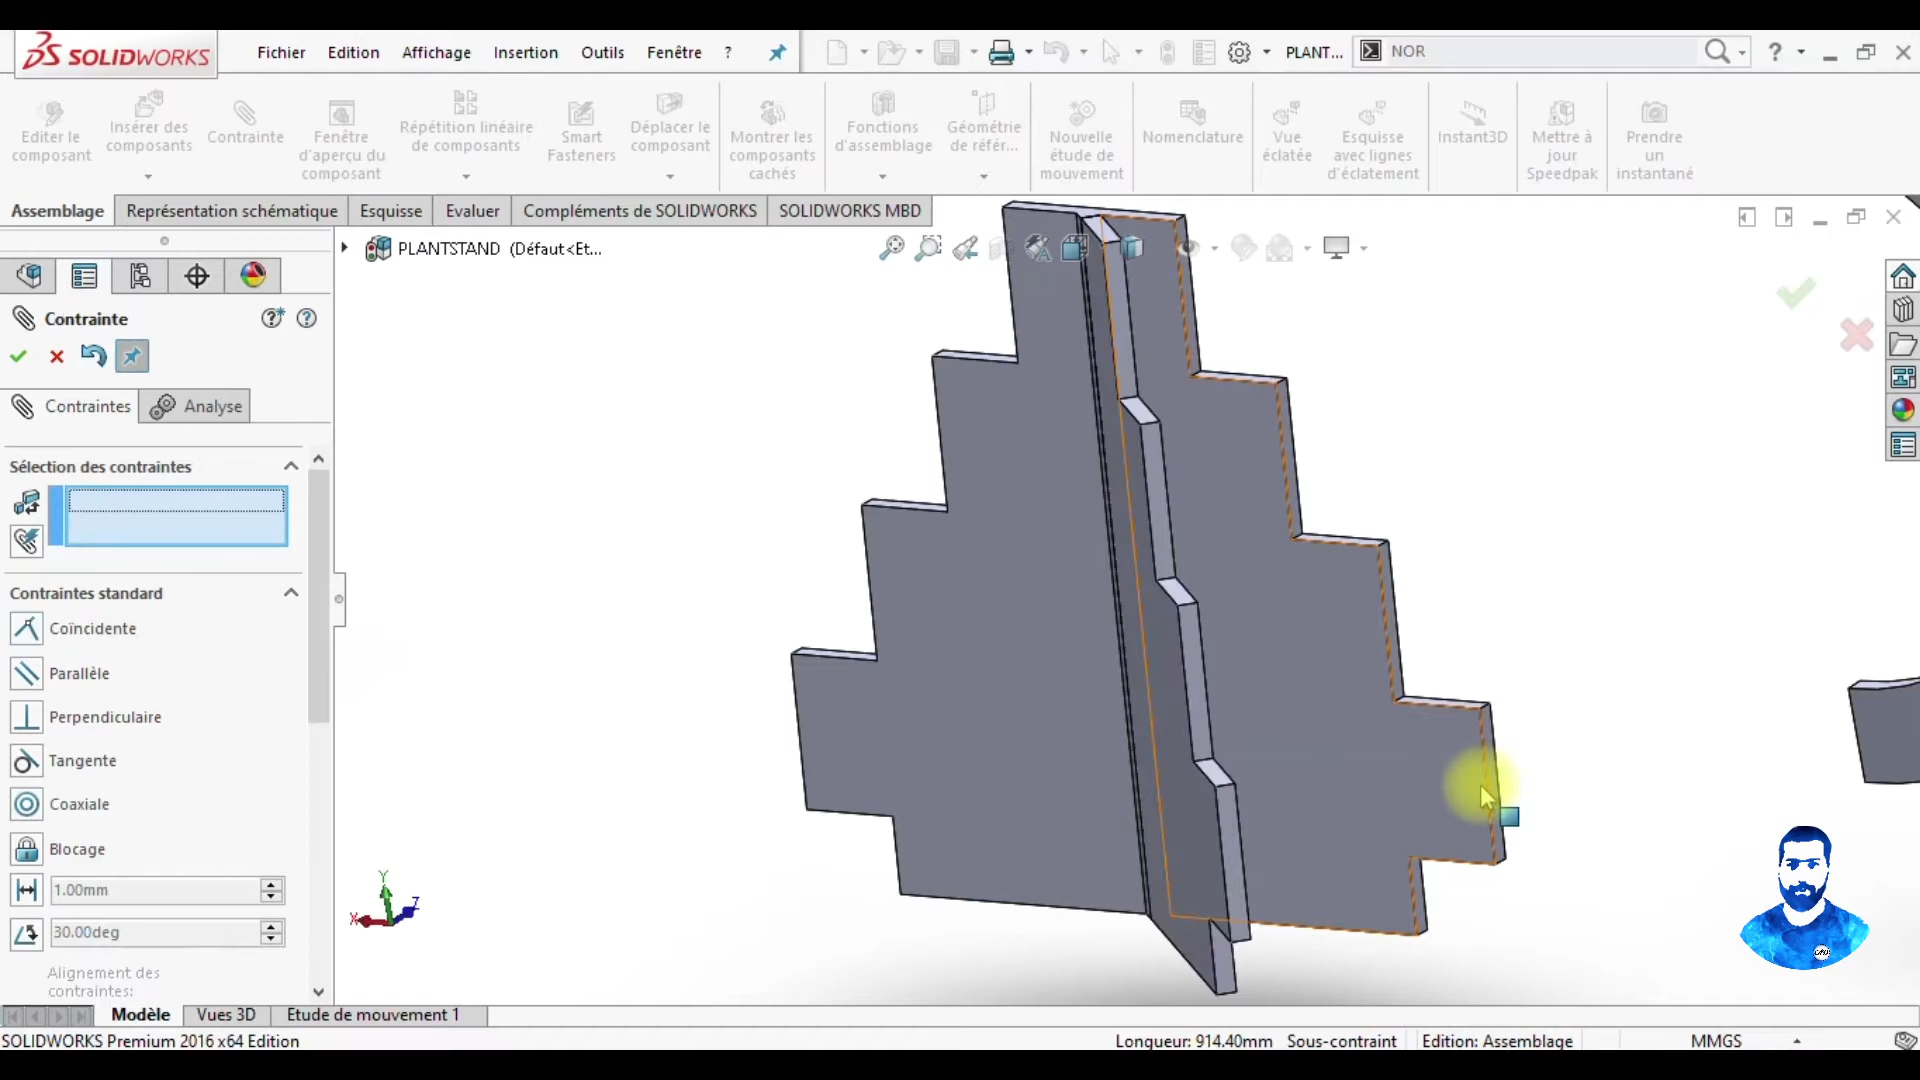 SOLIDWORKS
Fichier Edition Affichage Insertion Outils Fenêtre ?
PLANT... NOR ?
Editer le composant
Insérer des composants
Contrainte
Fenêtre d'aperçu du composant
Répétition linéaire de composants
Smart Fasteners
Déplacer le composant
Montrer les composants cachés
Fonctions d'assemblage
Géométrie de référ...
Nouvelle étude de mouvement
Nomenclature
Vue éclatée
Esquisse avec lignes d'éclatement
Instant3D
Mettre à jour Speedpak
Prendre un instantané
Assemblage Représentation schématique Esquisse Evaluer Compléments de SOLIDWORKS SOLIDWORKS MBD
PLANTSTAND (Défaut<Et...
Contrainte
Contraintes Analyse
Sélection des contraintes
Contraintes standard
Coïncidente
Parallèle
Perpendiculaire
Tangente
Coaxiale
Blocage
1.00mm
30.00deg
Alignement des
contraintes:
Y
X
Z
Modèle Vues 3D Etude de mouvement 1
SOLIDWORKS Premium 2016 x64 Edition
Longueur: 914.40mm Sous-contraint Edition: Assemblage MMGS